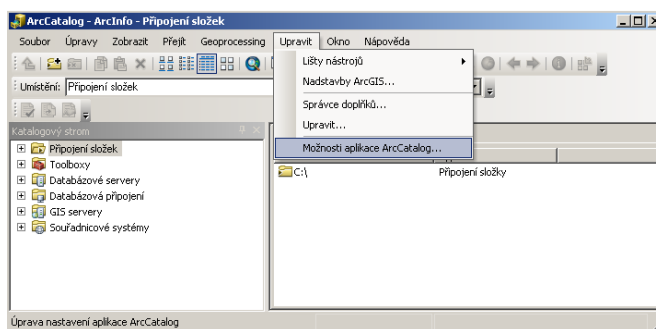 ArcCatalog - ArcInfo - Připojení složek
Soubor Úpravy Zobrazit Přejít Geoprocessing Upravit Okno Nápověda
Lišty nástrojů
Nadstavby ArcGIS...
Správce doplňků...
Upravit...
Možnosti aplikace ArcCatalog...
Umístění: Připojení složek
Katalogový strom
Připojení složek
Toolboxy
Databázové servery
Databázová připojení
GIS servery
Souřadnicové systémy
C:\ Připojení složky
Úprava nastavení aplikace ArcCatalog